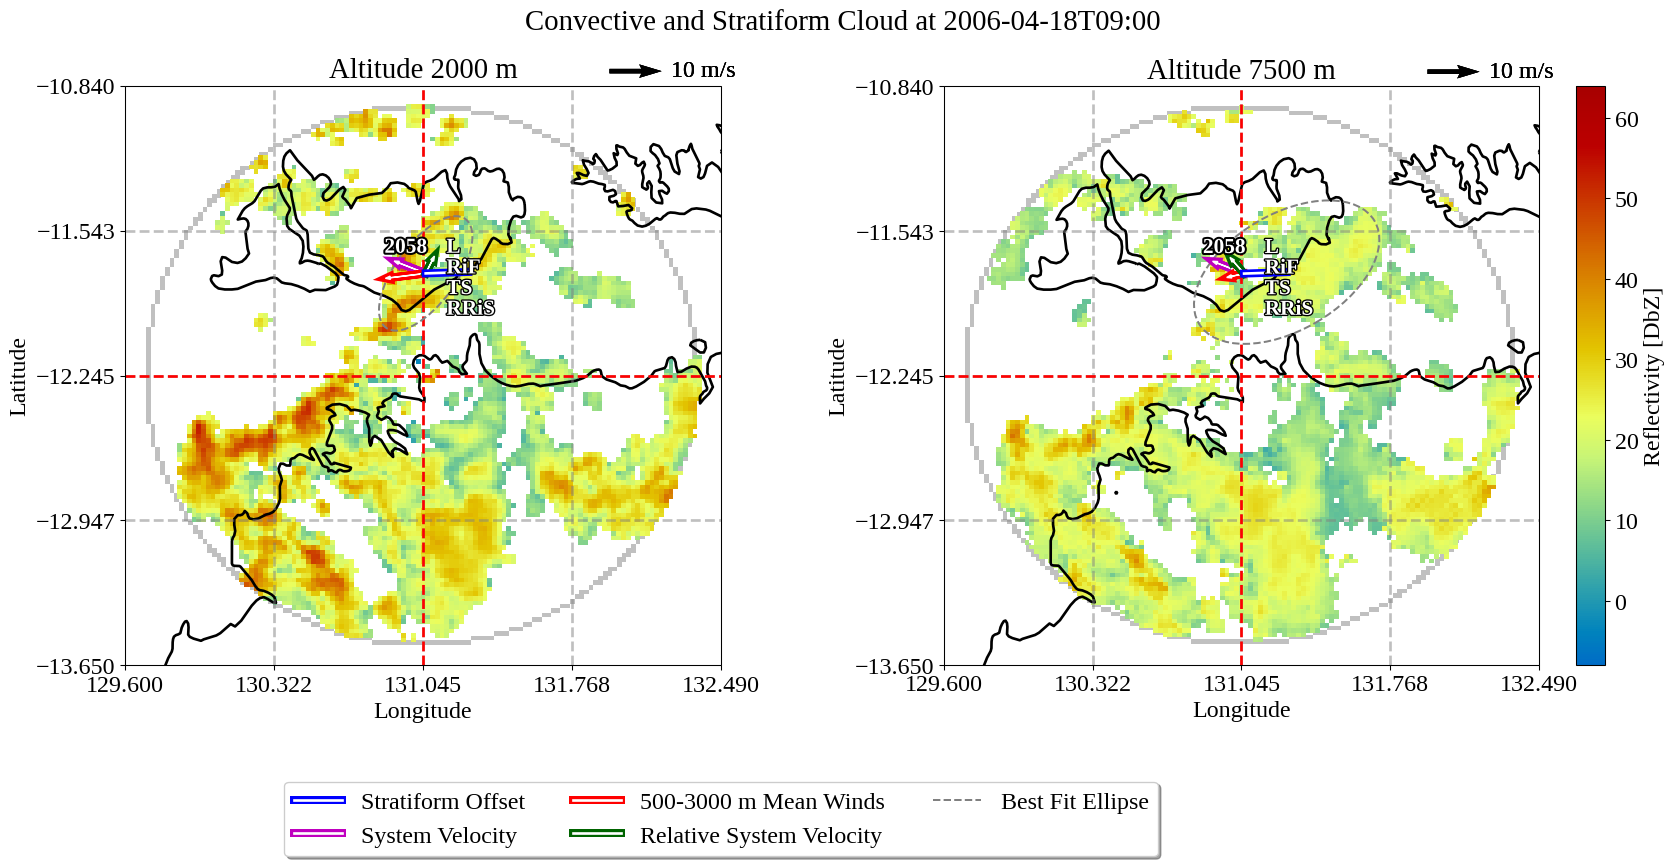 Convective and Stratiform Cloud at 2006-04-18T09:00
Altitude 2000 m
10 m/s
−10.840
−11.543
−12.245
−12.947
−13.650
Latitude
2058
L
RiF
TS
RRiS
129.600
130.322
131.045
131.768
132.490
Longitude
Altitude 7500 m
10 m/s
−10.840
−11.543
−12.245
−12.947
−13.650
Latitude
2058
L
RiF
TS
RRiS
129.600
130.322
131.045
131.768
132.490
Longitude
60
50
40
30
20
10
0
Reflectivity [DbZ]
Stratiform Offset
System Velocity
500-3000 m Mean Winds
Relative System Velocity
Best Fit Ellipse